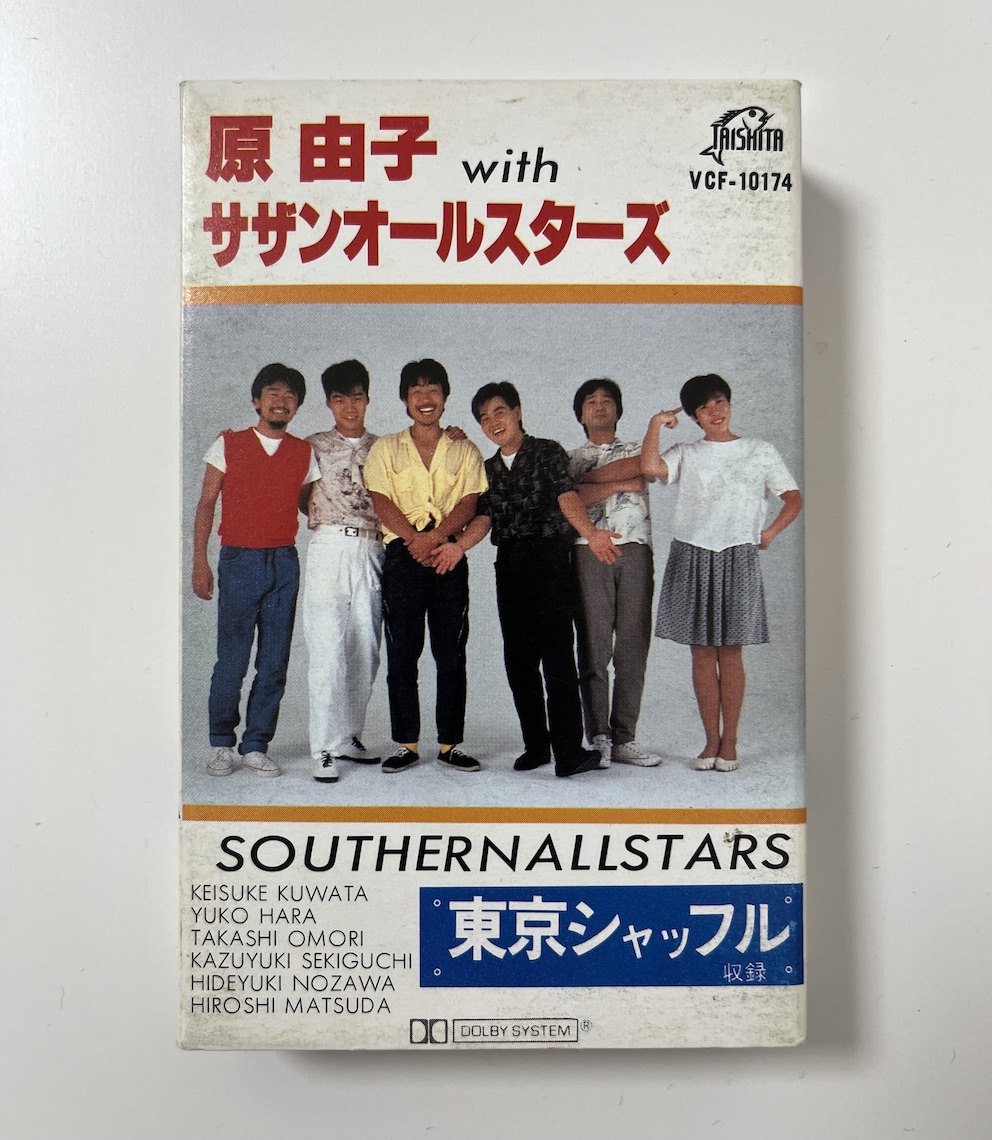 原 由子 with
サザンオールスターズ
TAISHITA
VCF-10174
SOUTHERNALLSTARS
KEISUKE KUWATA
YUKO HARA
TAKASHI OMORI
KAZUYUKI SEKIGUCHI
HIDEYUKI NOZAWA
HIROSHI MATSUDA
東京シャッフル
収録
DOLBY SYSTEM ®